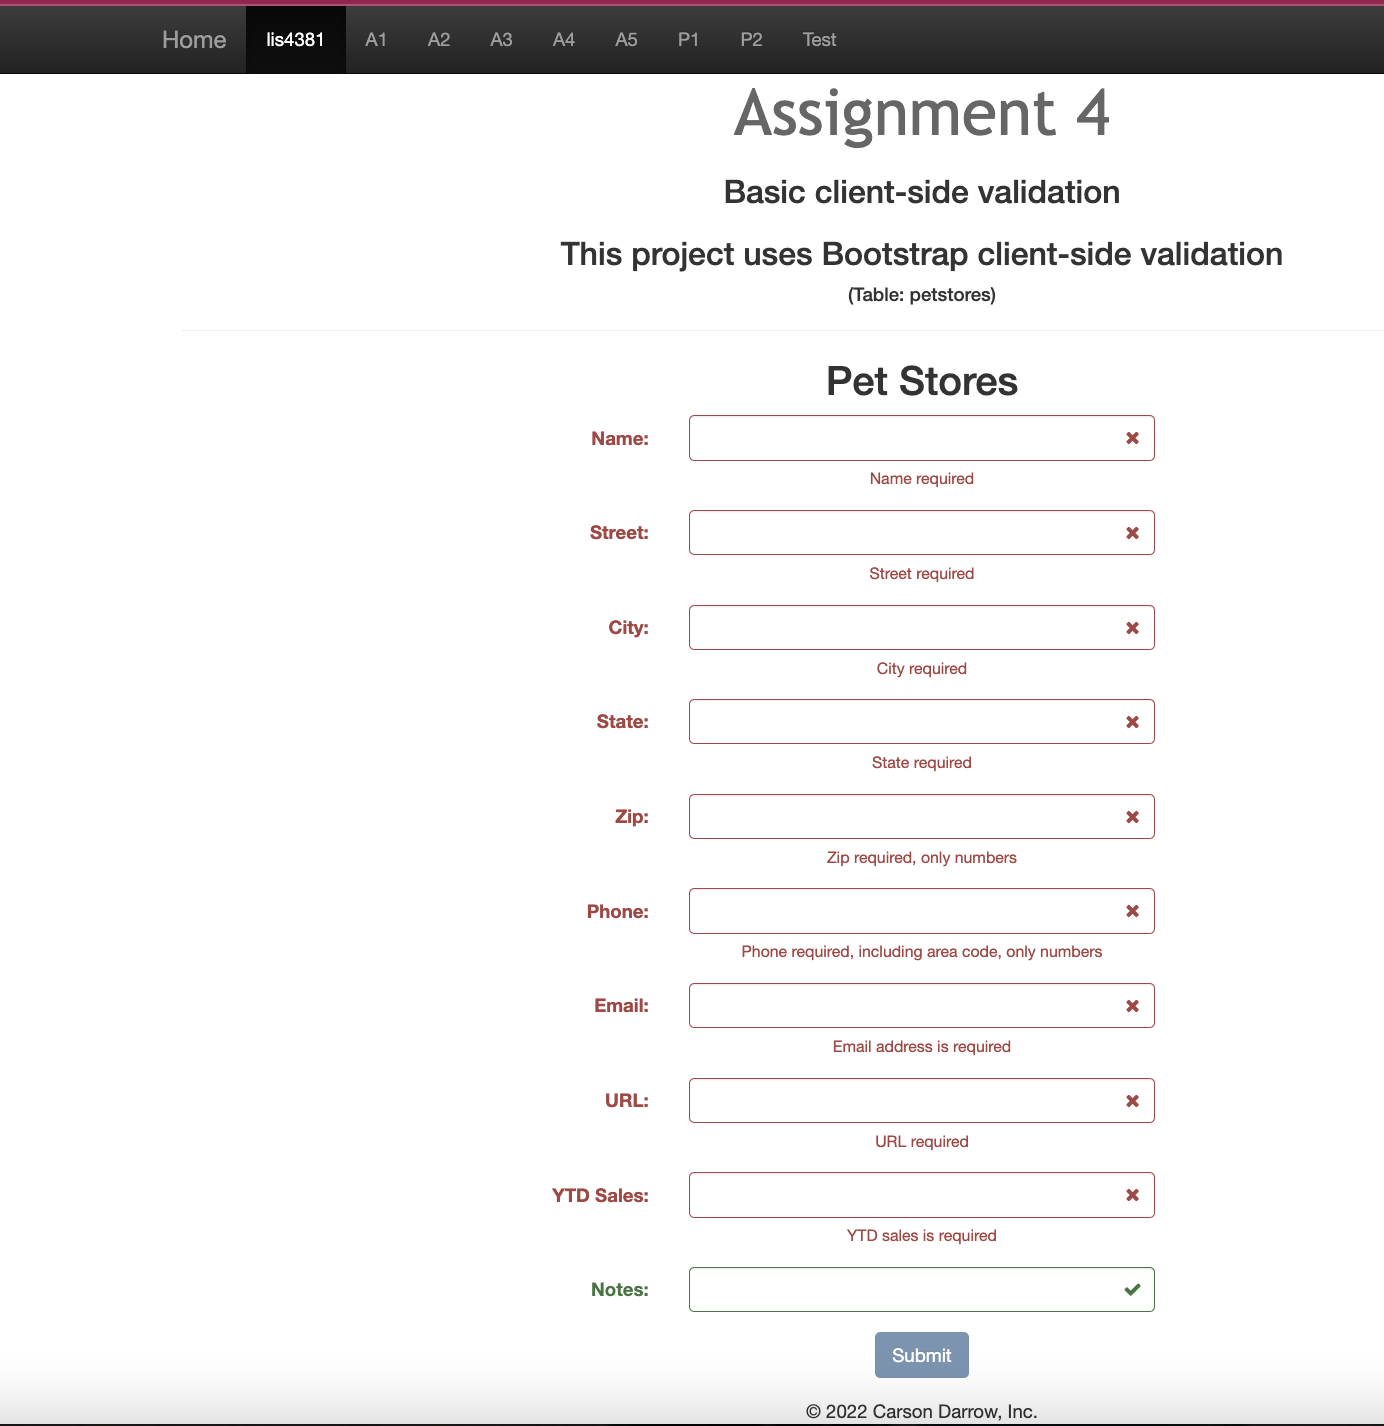 Home lis4381 A1 A2 A3 A4 A5 P1 P2 Test
Assignment 4
Basic client-side validation
This project uses Bootstrap client-side validation
(Table: petstores)
Pet Stores
Name:
Name required
Street:
Street required
City:
City required
State:
State required
Zip:
Zip required, only numbers
Phone:
Phone required, including area code, only numbers
Email:
Email address is required
URL:
URL required
YTD Sales:
YTD sales is required
Notes:
Submit
© 2022 Carson Darrow, Inc.